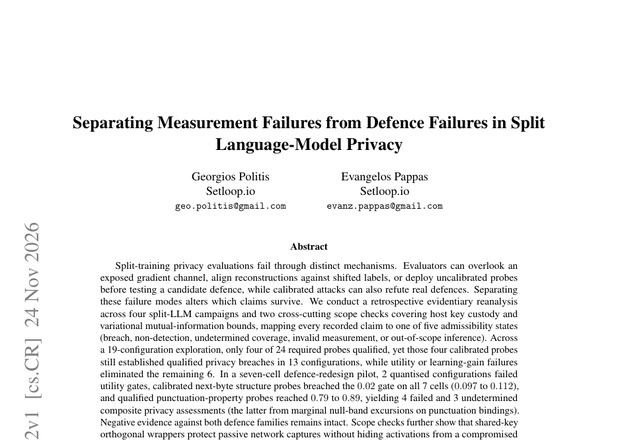 Separating Measurement Failures from Defence Failures in Split
Language-Model Privacy
Georgios Politis
Setloop.io
geo.politis@gmail.com
Evangelos Pappas
Setloop.io
evanz.pappas@gmail.com
Abstract
Split-training privacy evaluations fail through distinct mechanisms. Evaluators can overlook an
exposed gradient channel, align reconstructions against shifted labels, or deploy uncalibrated probes
before testing a candidate defence, while calibrated attacks can also refute real defences. Separating
these failure modes alters which claims survive. We conduct a retrospective evidentiary reanalysis
across four split-LLM campaigns and two cross-cutting scope checks covering host key custody and
variational mutual-information bounds, mapping every recorded claim to one of five admissibility states
(breach, non-detection, undetermined coverage, invalid measurement, or out-of-scope inference). Across
a 19-configuration exploration, only four of 24 required probes qualified, yet those four calibrated probes
still established qualified privacy breaches in 13 configurations, while utility or learning-gain failures
eliminated the remaining 6. In a seven-cell defence-redesign pilot, 2 quantised configurations failed
utility gates, calibrated next-byte structure probes breached the 0.02 gate on all 7 cells (0.097 to 0.112),
and qualified punctuation-property probes reached 0.79 to 0.89, yielding 4 failed and 3 undetermined
composite privacy assessments (the latter from marginal null-band excursions on punctuation bindings).
Negative evidence against both defence families remains intact. Scope checks further show that shared-key
orthogonal wrappers protect passive network captures without hiding activations from a compromised
2v1 [cs.CR] 24 Nov 2026